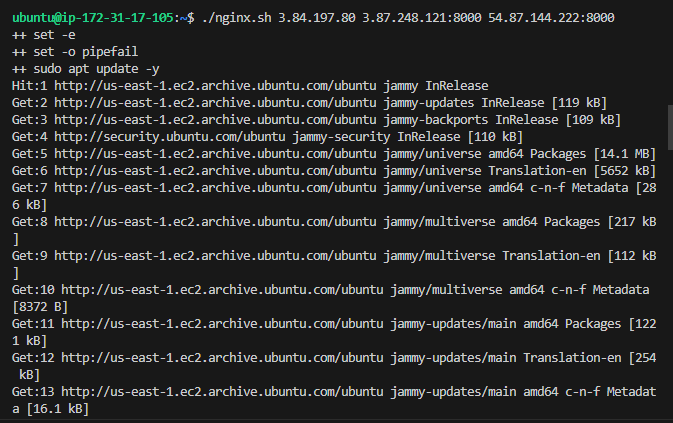 ubuntu@ip-172-31-17-105:~$ ./nginx.sh 3.84.197.80 3.87.248.121:8000 54.87.144.222:8000
++ set -e
++ set -o pipefail
++ sudo apt update -y
Hit:1 http://us-east-1.ec2.archive.ubuntu.com/ubuntu jammy InRelease
Get:2 http://us-east-1.ec2.archive.ubuntu.com/ubuntu jammy-updates InRelease [119 kB]
Get:3 http://us-east-1.ec2.archive.ubuntu.com/ubuntu jammy-backports InRelease [109 kB]
Get:4 http://security.ubuntu.com/ubuntu jammy-security InRelease [110 kB]
Get:5 http://us-east-1.ec2.archive.ubuntu.com/ubuntu jammy/universe amd64 Packages [14.1 MB]
Get:6 http://us-east-1.ec2.archive.ubuntu.com/ubuntu jammy/universe Translation-en [5652 kB]
Get:7 http://us-east-1.ec2.archive.ubuntu.com/ubuntu jammy/universe amd64 c-n-f Metadata [28
6 kB]
Get:8 http://us-east-1.ec2.archive.ubuntu.com/ubuntu jammy/multiverse amd64 Packages [217 kB
]
Get:9 http://us-east-1.ec2.archive.ubuntu.com/ubuntu jammy/multiverse Translation-en [112 kB
]
Get:10 http://us-east-1.ec2.archive.ubuntu.com/ubuntu jammy/multiverse amd64 c-n-f Metadata
[8372 B]
Get:11 http://us-east-1.ec2.archive.ubuntu.com/ubuntu jammy-updates/main amd64 Packages [122
1 kB]
Get:12 http://us-east-1.ec2.archive.ubuntu.com/ubuntu jammy-updates/main Translation-en [254
 kB]
Get:13 http://us-east-1.ec2.archive.ubuntu.com/ubuntu jammy-updates/main amd64 c-n-f Metadat
a [16.1 kB]